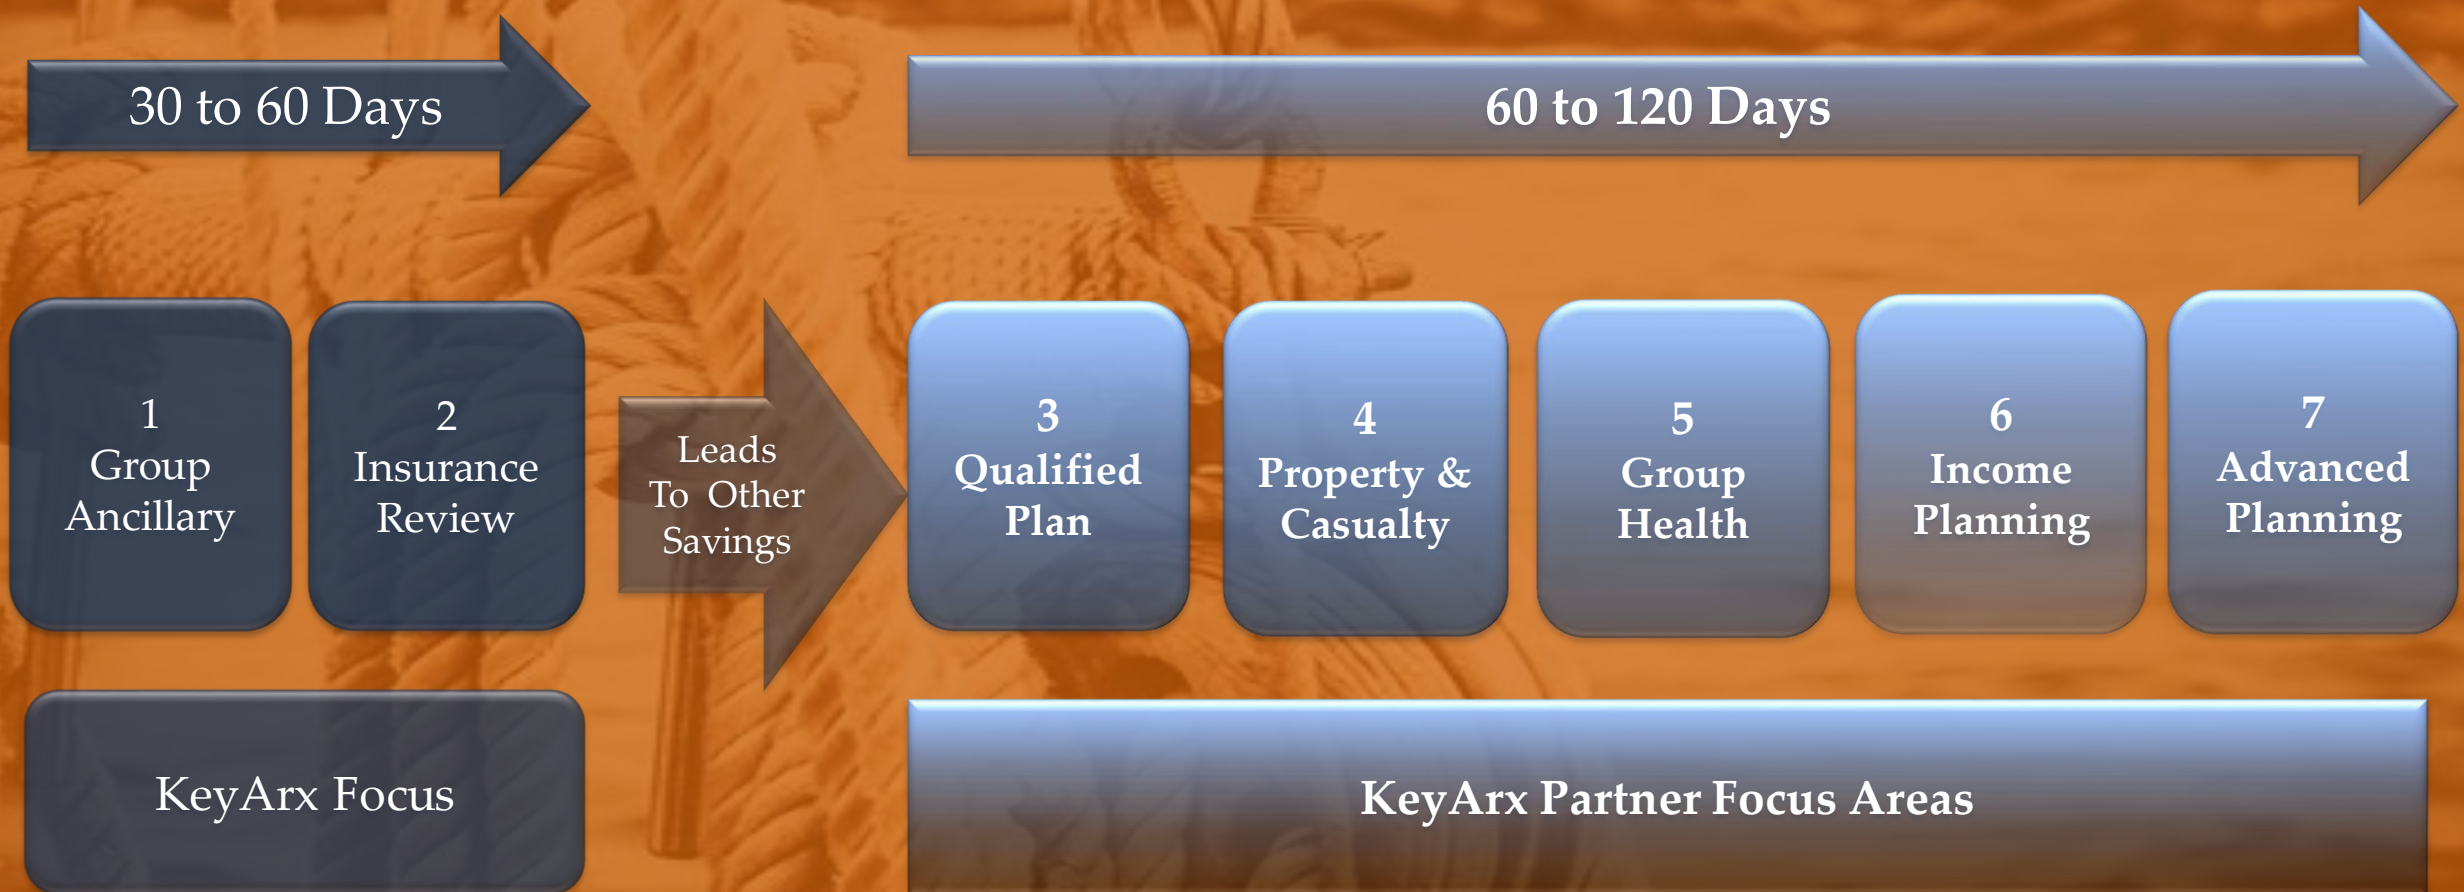 30 to 60 Days
60 to 120 Days
1
Group
Ancillary
2
Insurance
Review
Leads
To Other
Savings
3
Qualified
Plan
4
Property &
Casualty
5
Group
Health
6
Income
Planning
7
Advanced
Planning
KeyArx Focus
KeyArx Partner Focus Areas